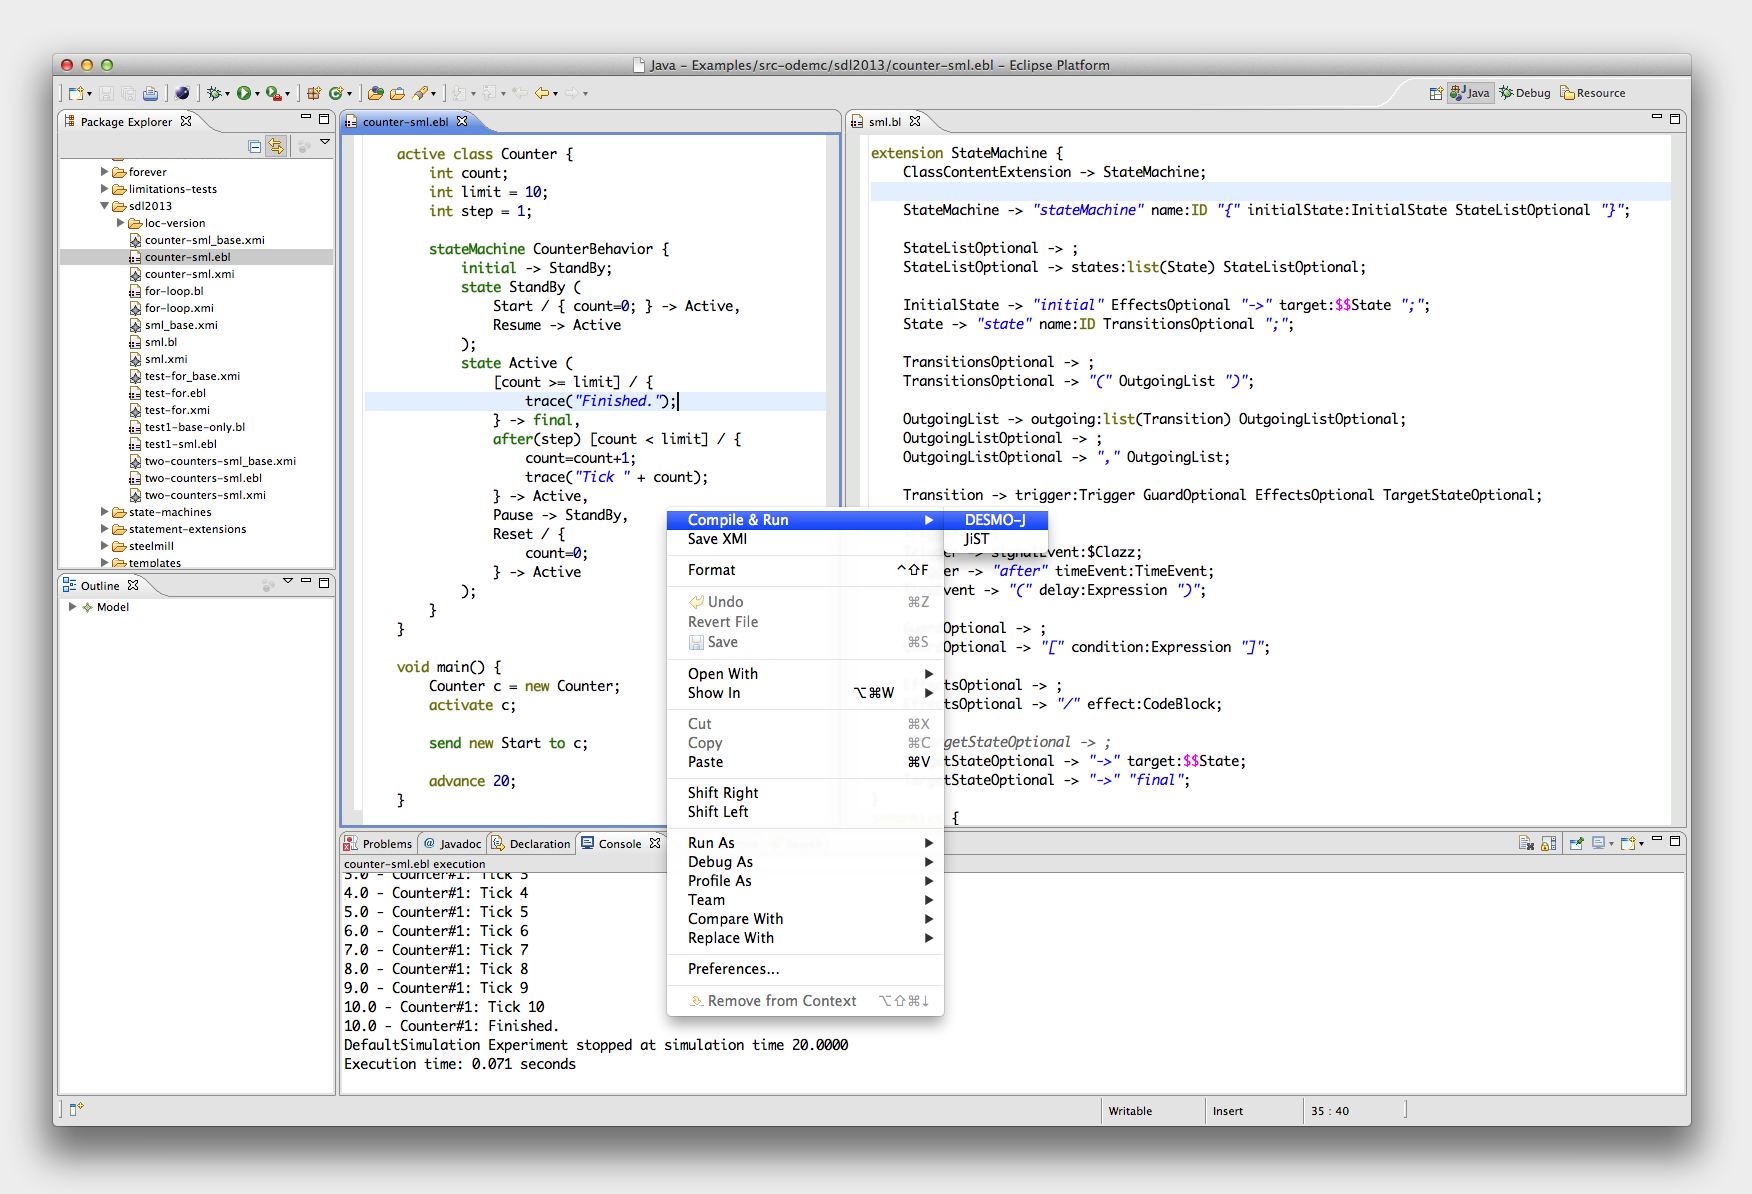 Java – Examples/src-odemc/sdl2013/counter-sml.ebl – Eclipse Platform
Java
Debug
Resource
Package Explorer
forever
limitations-tests
sdl2013
loc-version
counter-sml_base.xmi
counter-sml.ebl
counter-sml.xmi
for-loop.bl
for-loop.xmi
sml_base.xmi
sml.bl
sml.xmi
test-for_base.xmi
test-for.ebl
test-for.xmi
test1-base-only.bl
test1-sml.ebl
two-counters-sml_base.xmi
two-counters-sml.ebl
two-counters-sml.xmi
state-machines
statement-extensions
steelmill
templates
Outline
Model
counter-sml.ebl
active class Counter {
int count;
int limit = 10;
int step = 1;
stateMachine CounterBehavior {
initial -> StandBy;
state StandBy (
Start / { count=0; } -> Active,
Resume -> Active
);
state Active (
[count >= limit] / {
trace("Finished.");
} -> final,
after(step) [count < limit] / {
count=count+1;
trace("Tick " + count);
} -> Active,
Pause -> StandBy,
Reset / {
count=0;
} -> Active
);
}
}
void main() {
Counter c = new Counter;
activate c;
send new Start to c;
advance 20;
}
sml.bl
extension StateMachine {
ClassContentExtension -> StateMachine;
StateMachine -> "stateMachine" name:ID "{" initialState:InitialState StateListOptional "}";
StateListOptional -> ;
StateListOptional -> states:list(State) StateListOptional;
InitialState -> "initial" EffectsOptional "->" target:$$State ";";
State -> "state" name:ID TransitionsOptional ";";
TransitionsOptional -> ;
TransitionsOptional -> "(" OutgoingList ")";
OutgoingList -> outgoing:list(Transition) OutgoingListOptional;
OutgoingListOptional -> ;
OutgoingListOptional -> "," OutgoingList;
Transition -> trigger:Trigger GuardOptional EffectsOptional TargetStateOptional;
-> signalEvent:$Clazz;
-> "after" timeEvent:TimeEvent;
-> "(" delay:Expression ")";
Optional -> ;
Optional -> "[" condition:Expression "]";
tsOptional -> ;
tsOptional -> "/" effect:CodeBlock;
getStateOptional -> ;
tStateOptional -> "->" target:$$State;
tStateOptional -> "->" "final";
}
{
Compile & Run
DESMO-J
JiST
Save XMI
Format ^⇧F
Undo ⌘Z
Revert File
Save ⌘S
Open With
Show In ⌥⌘W
Cut ⌘X
Copy ⌘C
Paste ⌘V
Shift Right
Shift Left
Run As
Debug As
Profile As
Team
Compare With
Replace With
Preferences...
Remove from Context ⌥⇧⌘↓
Problems
@ Javadoc
Declaration
Console
counter-sml.ebl execution
3.0 - Counter#1: Tick 3
4.0 - Counter#1: Tick 4
5.0 - Counter#1: Tick 5
6.0 - Counter#1: Tick 6
7.0 - Counter#1: Tick 7
8.0 - Counter#1: Tick 8
9.0 - Counter#1: Tick 9
10.0 - Counter#1: Tick 10
10.0 - Counter#1: Finished.
DefaultSimulation Experiment stopped at simulation time 20.0000
Execution time: 0.071 seconds
Writable
Insert
35 : 40